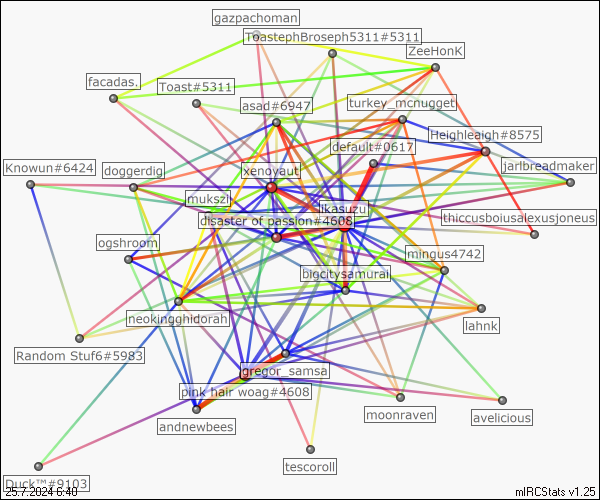 gazpachoman
ToastephBroseph5311#5311
ZeeHonK
facadas.
Toast#5311
asad#6947
turkey_mcnugget
Heighleaigh#8575
default#0617
Knowun#6424
doggerdig
xenoyaut
jarlbreadmaker
mukszi
ikasuzu
disaster of passion#4608
thiccusboiusalexusjoneus
ogshroom
mingus4742
bigcitysamurai
neokingghidorah
lahnk
Random Stuf6#5983
gregor_samsa
pink hair woag#4608
moonraven
avelicious
andnewbees
tescoroll
Duck™#9103
25.7.2024 6:40
mIRCStats v1.25